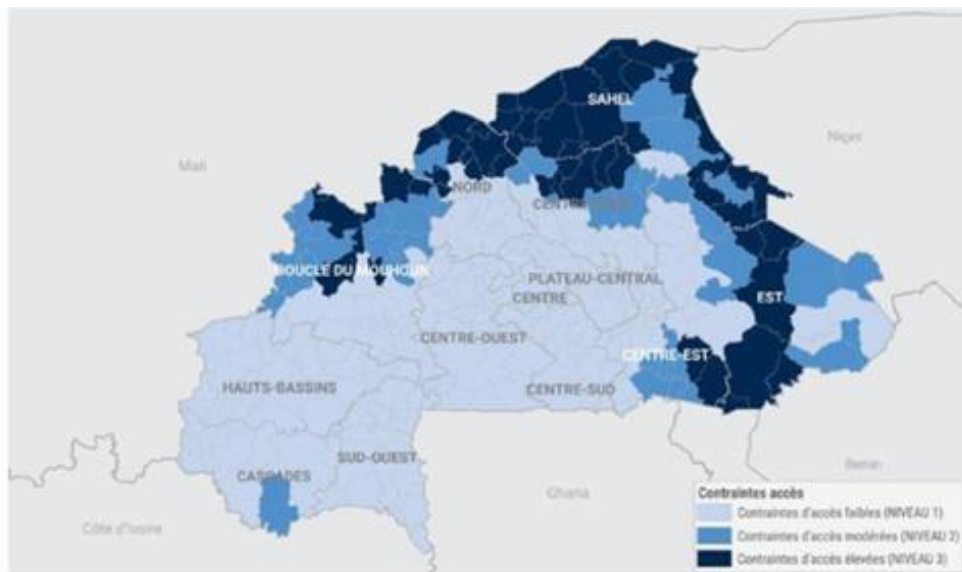 SAHEL
Niger
Mali
NORD
BOUCLE DU MOUHOUN
PLATEAU-CENTRAL
CENTRE
EST
CENTRE-OUEST
CENTRE-EST
HAUTS-BASSINS
CENTRE-SUD
SUD-OUEST
CASCADES
Benin
Ghana
Côte d'Ivoire
Contraintes accès
Contraintes d'accès faibles (NIVEAU 1)
Contraintes d'accès modérées (NIVEAU 2)
Contraintes d'accès élevées (NIVEAU 3)